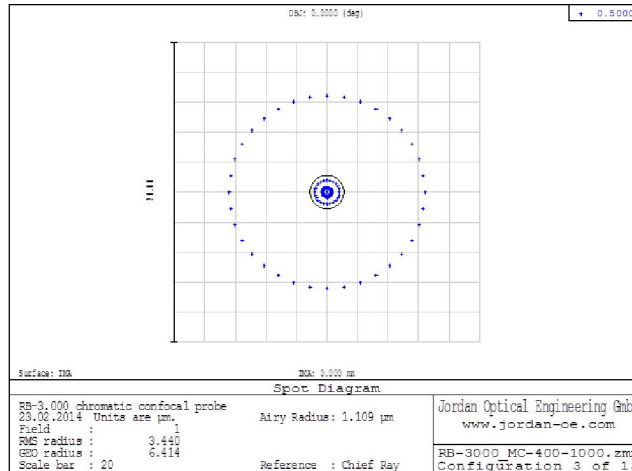 OBJ: 0.0000 (deg)
+ 0.5000
Surface: IMA
IMA: 0.000 mm
Spot Diagram
RB-3.000 chromatic confocal probe
23.02.2014 Units are µm.
Airy Radius: 1.109 µm
Field : 1
RMS radius : 3.440
GEO radius : 6.414
Scale bar : 20
Reference : Chief Ray
Jordan Optical Engineering Gmb
www.jordan-oe.com
RB-3000_MC-400-1000.zm
Configuration 3 of 1